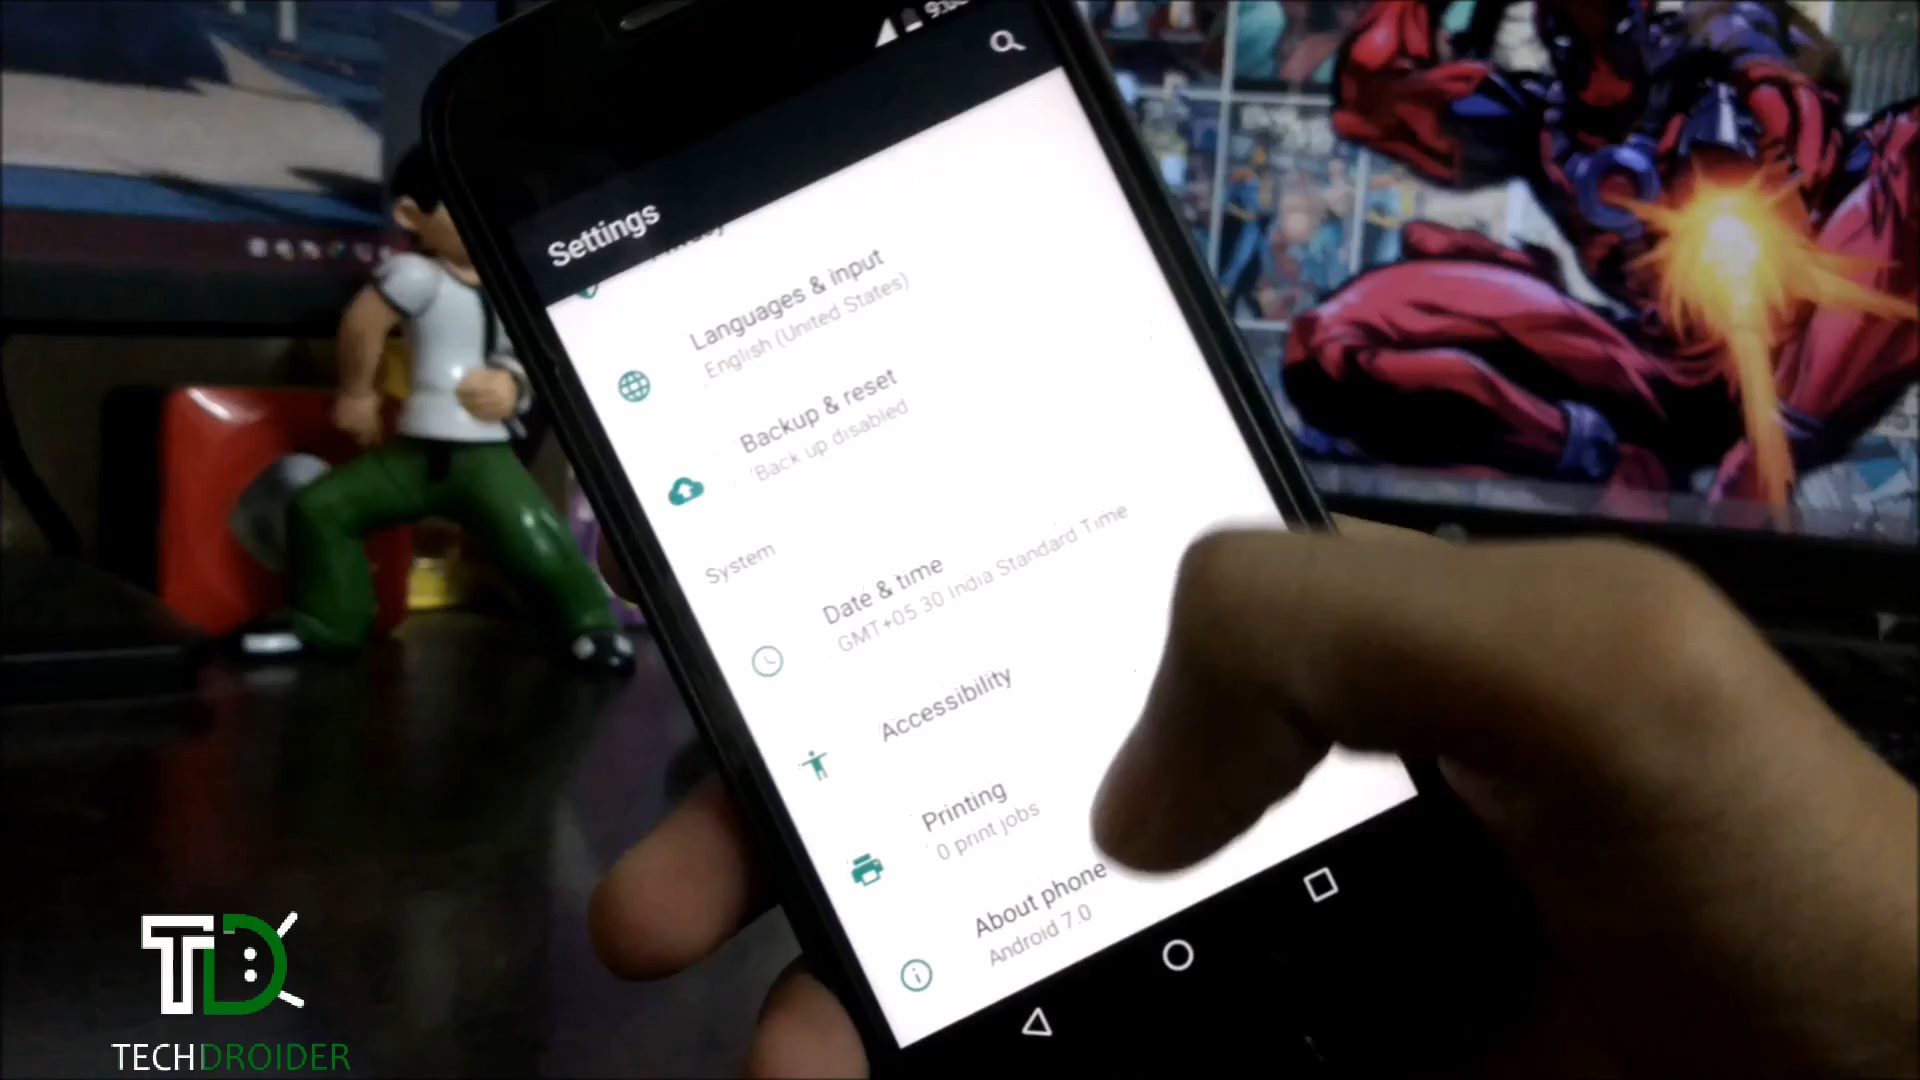 Settings
Languages & input
English (United States)
Backup & reset
Back up disabled
System
Date & time
GMT+05 30 India Standard Time
Accessibility
Printing
0 print jobs
About phone
Android 7.0
TD
TECHDROIDER